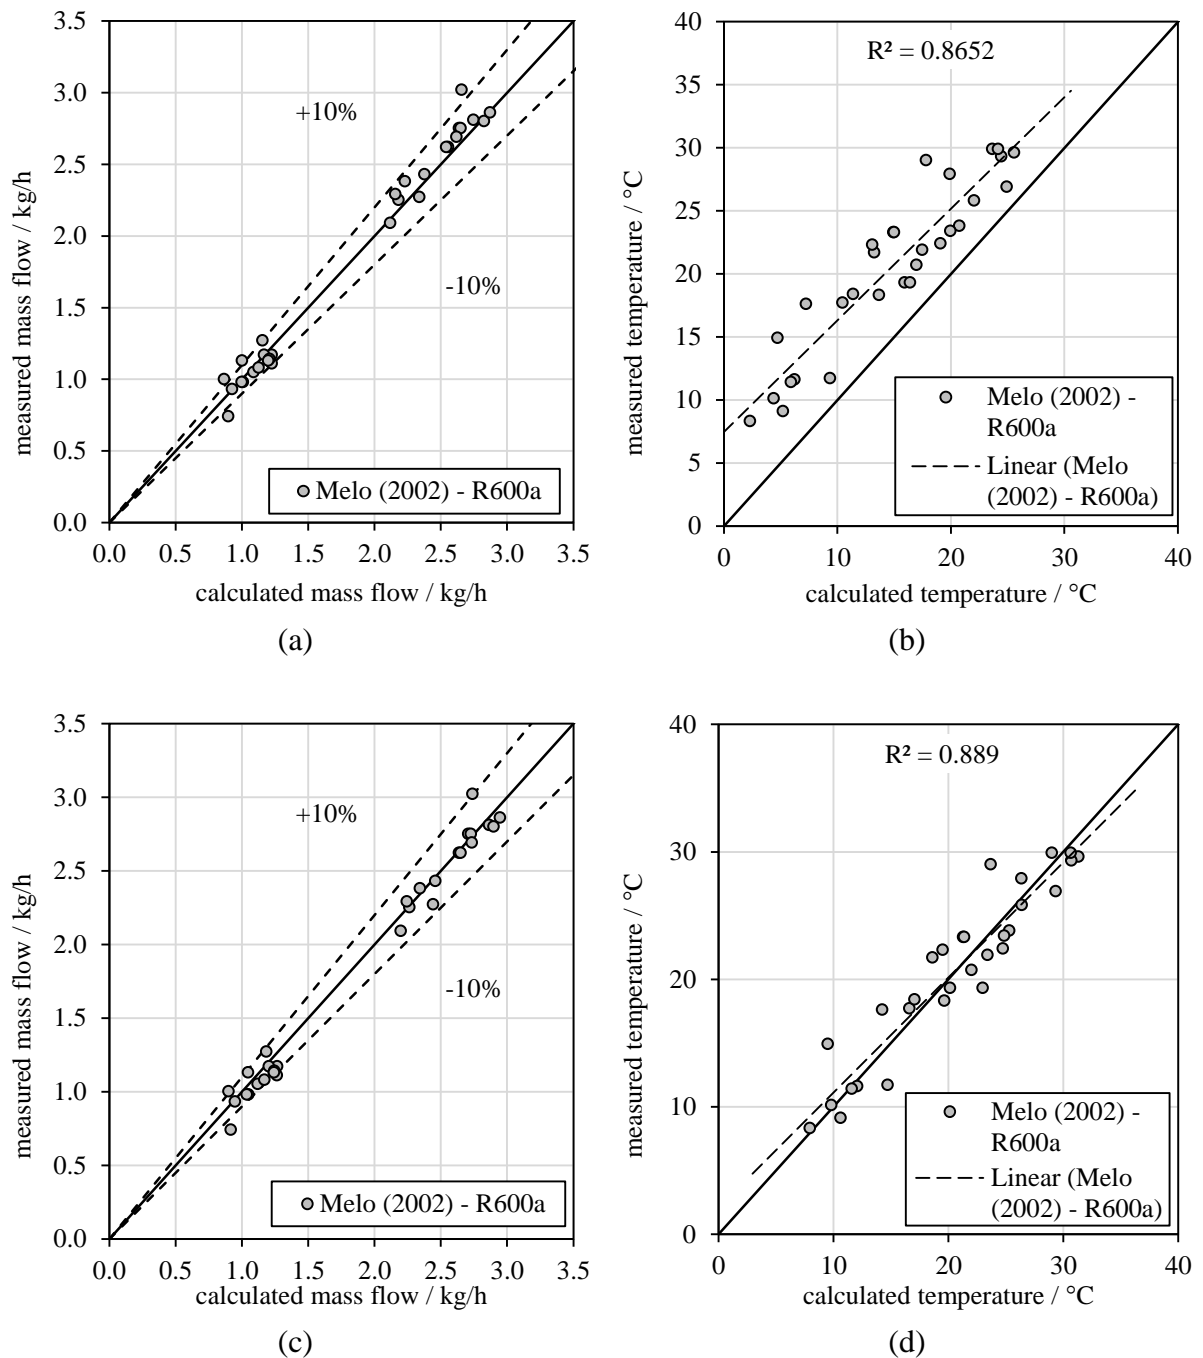 3.5
3.0
2.5
2.0
1.5
1.0
0.5
0.0
measured mass flow / kg/h
+10%
-10%
Melo (2002) - R600a
0.0 0.5 1.0 1.5 2.0 2.5 3.0 3.5
calculated mass flow / kg/h
(a)
40
35
30
25
20
15
10
5
0
measured temperature / °C
R² = 0.8652
Melo (2002) -
R600a
Linear (Melo
(2002) - R600a)
0 10 20 30 40
calculated temperature / °C
(b)
3.5
3.0
2.5
2.0
1.5
1.0
0.5
0.0
measured mass flow / kg/h
+10%
-10%
Melo (2002) - R600a
0.0 0.5 1.0 1.5 2.0 2.5 3.0 3.5
calculated mass flow / kg/h
(c)
40
30
20
10
0
measured temperature / °C
R² = 0.889
Melo (2002) -
R600a
Linear (Melo
(2002) - R600a)
0 10 20 30 40
calculated temperature / °C
(d)